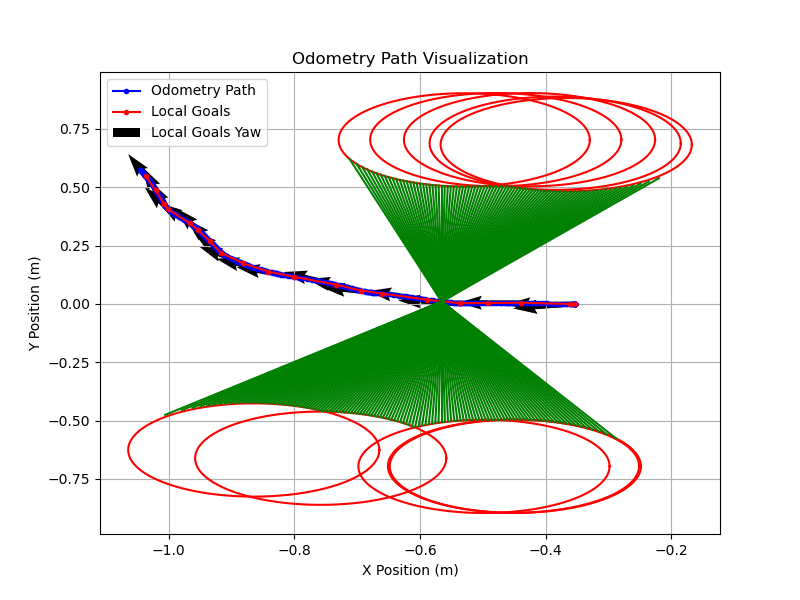 Odometry Path Visualization
Odometry Path
Local Goals
Local Goals Yaw
Y Position (m)
0.75
0.50
0.25
0.00
−0.25
−0.50
−0.75
−1.0 −0.8 −0.6 −0.4 −0.2
X Position (m)